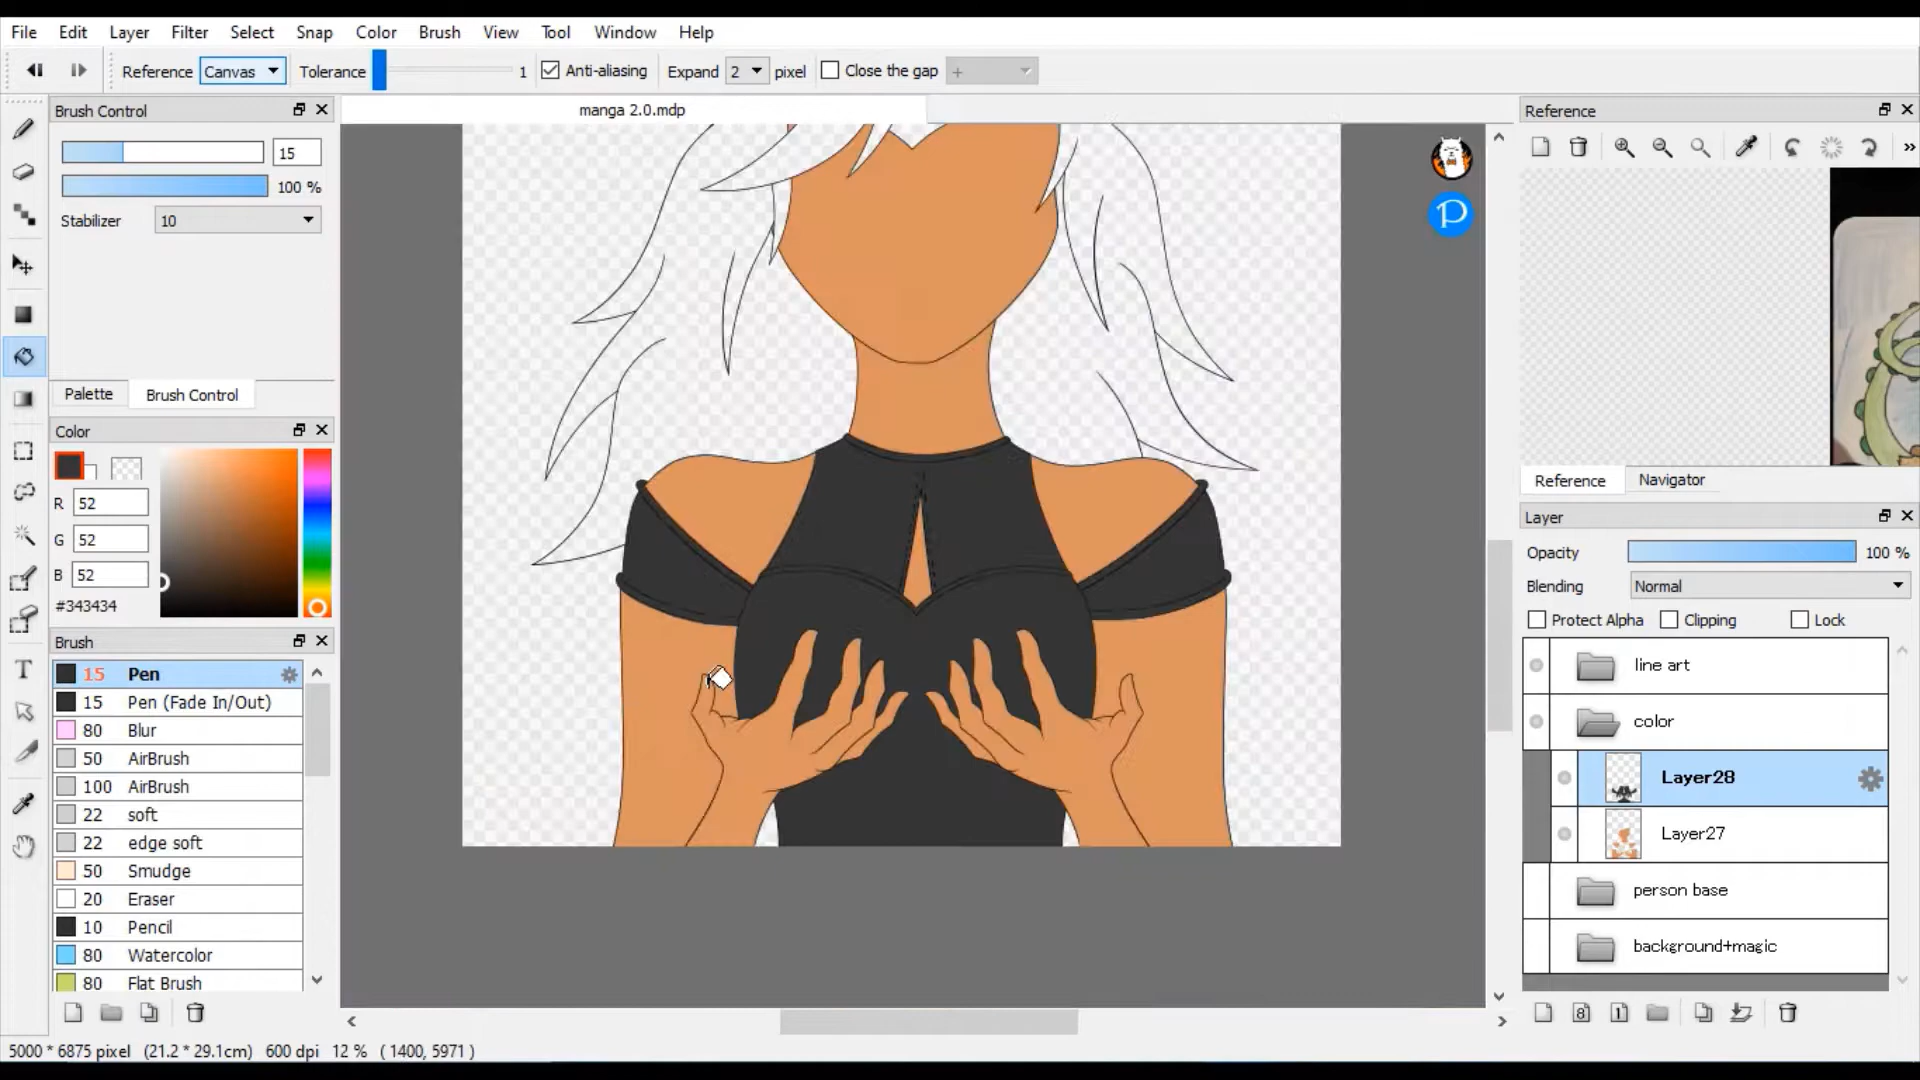 File Edit Layer Filter Select Snap Color Brush View Tool Window Help
Reference Canvas Tolerance 1 Anti-aliasing Expand 2 pixel Close the gap +
Brush Control
manga 2.0.mdp
Reference
15
100 %
Stabilizer 10
Palette Brush Control
Color
R 52
G 52
B 52
#343434
Brush
15 Pen
15 Pen (Fade In/Out)
80 Blur
50 AirBrush
100 AirBrush
22 soft
22 edge soft
50 Smudge
20 Eraser
10 Pencil
80 Watercolor
80 Flat Brush
P
Reference Navigator
Layer
Opacity 100 %
Blending Normal
Protect Alpha Clipping Lock
line art
color
Layer28
Layer27
person base
background+magic
8 1
T
5000 * 6875 pixel (21.2 * 29.1cm) 600 dpi 12 % ( 1400, 5971 )